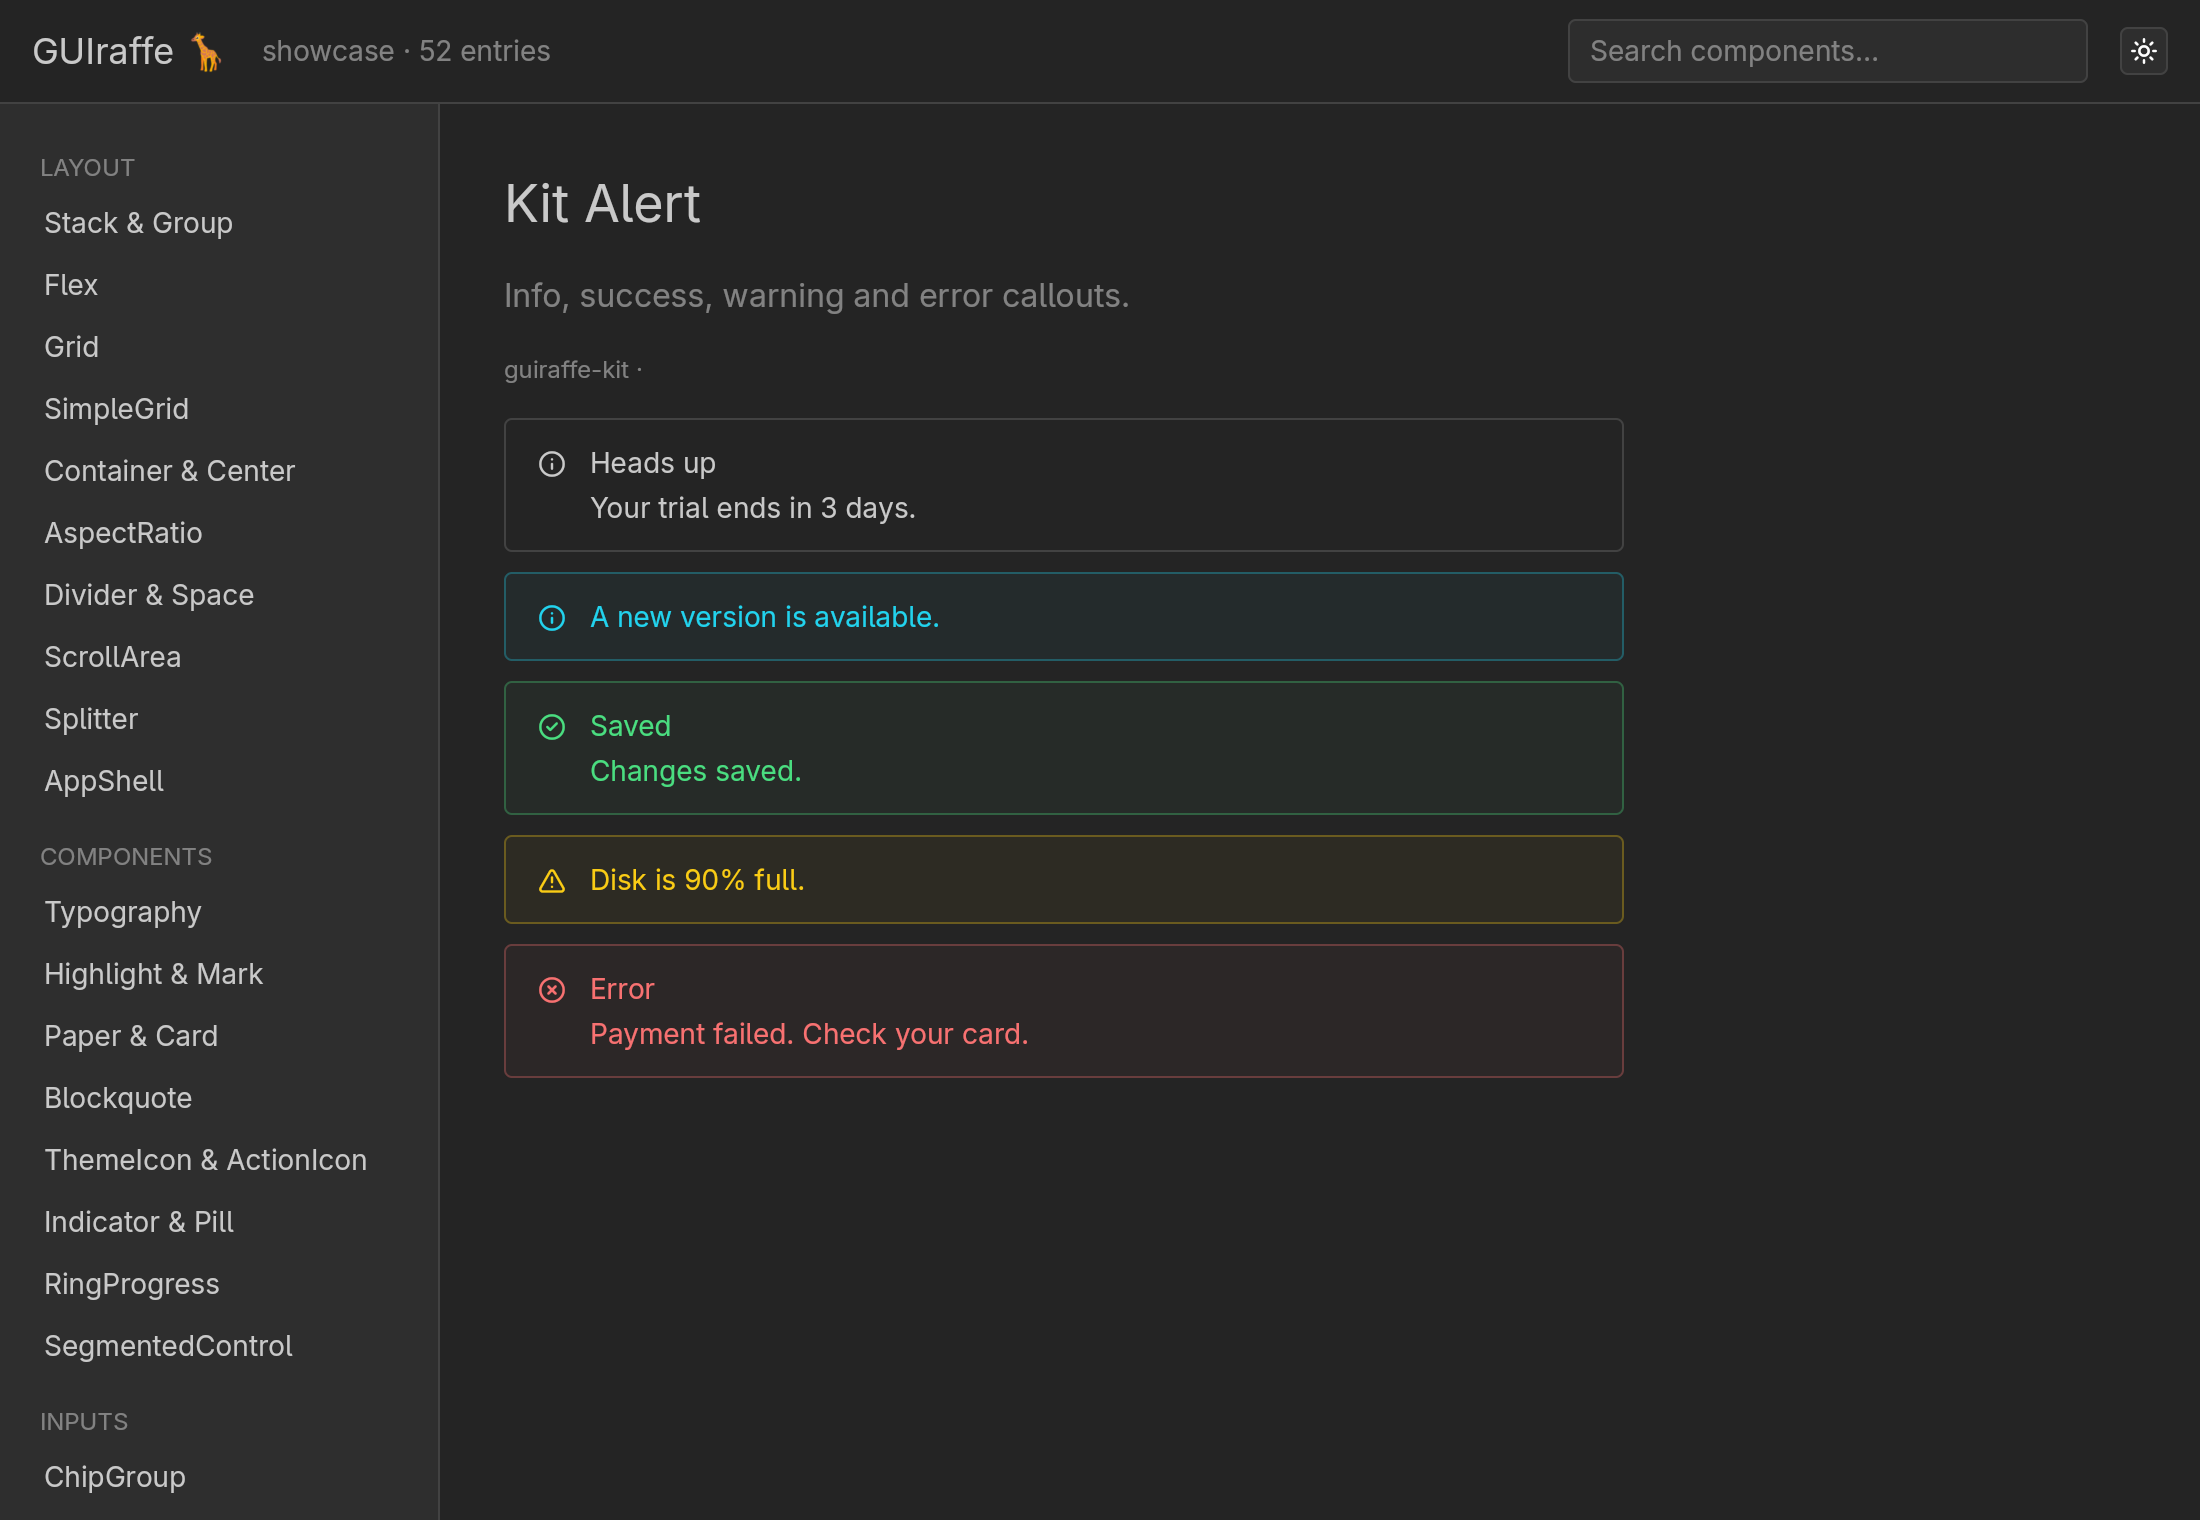 GUIraffe 🦒 showcase · 52 entries
Search components...
LAYOUT
Stack & Group
Flex
Grid
SimpleGrid
Container & Center
AspectRatio
Divider & Space
ScrollArea
Splitter
AppShell
COMPONENTS
Typography
Highlight & Mark
Paper & Card
Blockquote
ThemeIcon & ActionIcon
Indicator & Pill
RingProgress
SegmentedControl
INPUTS
ChipGroup
Kit Alert
Info, success, warning and error callouts.
guiraffe-kit ·
Heads up
Your trial ends in 3 days.
A new version is available.
Saved
Changes saved.
Disk is 90% full.
Error
Payment failed. Check your card.